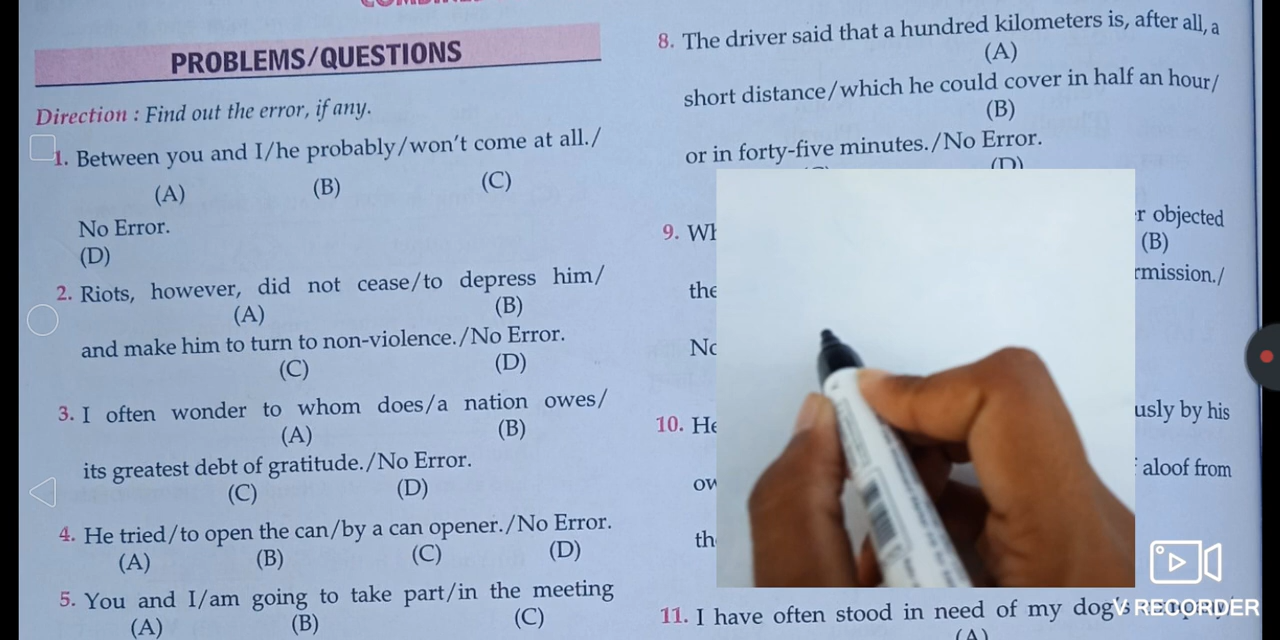 PROBLEMS/QUESTIONS
Direction : Find out the error, if any.
1. Between you and I/he probably/won't come at all./
(A) (B) (C)
No Error.
(D)
2. Riots, however, did not cease/to depress him/
(A) (B)
and make him to turn to non-violence./No Error.
(C) (D)
3. I often wonder to whom does/a nation owes/
(A) (B)
its greatest debt of gratitude./No Error.
(C) (D)
4. He tried/to open the can/by a can opener./No Error.
(A) (B) (C) (D)
5. You and I/am going to take part/in the meeting
(A) (B) (C)
8. The driver said that a hundred kilometers is, after all, a
(A)
short distance/which he could cover in half an hour/
(B)
or in forty-five minutes./No Error.
(D)
9.
objected
(B)
the
10. He
by his
aloof from
11. I have often stood in need of my dog's
(A)
V RECORDER